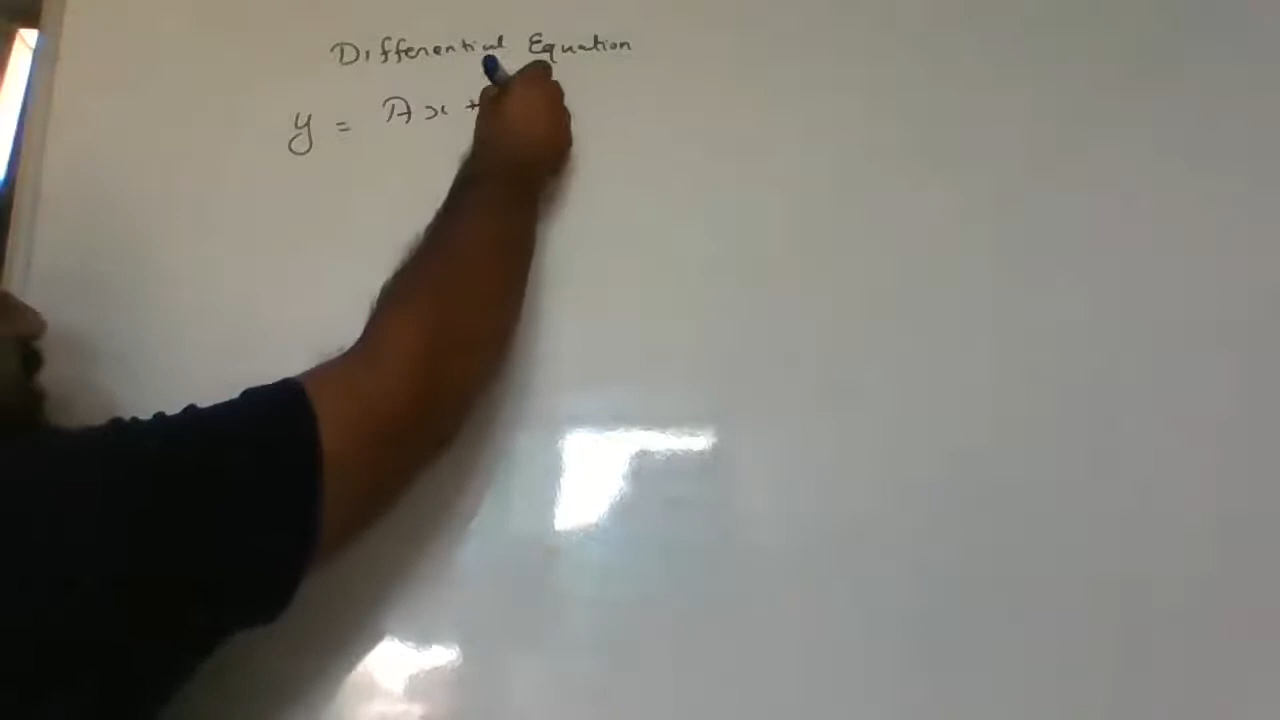 Differential Equation
y = Ax +